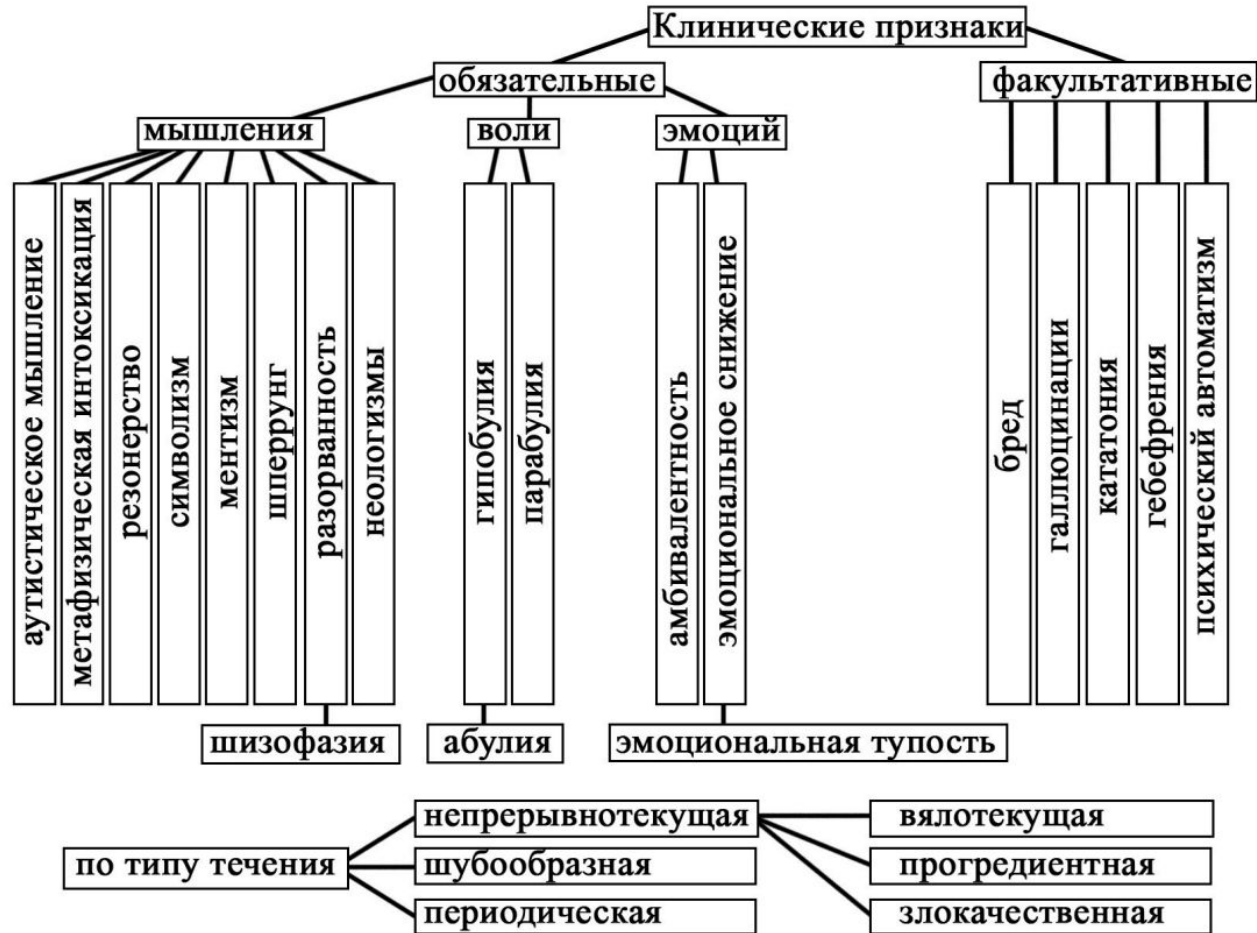 Клинические признаки
обязательные
факультативные
мышления
воли
эмоций
аутистическое мышление
метафизическая интоксикация
резонерство
символизм
ментизм
шперрунг
разорванность
неологизмы
гипобулия
парабулия
амбивалентность
эмоциональное снижение
бред
галлюцинации
кататония
гебефрения
психический автоматизм
шизофазия
абулия
эмоциональная тупость
по типу течения
непрерывнотекущая
шубообразная
периодическая
вялотекущая
прогредиентная
злокачественная